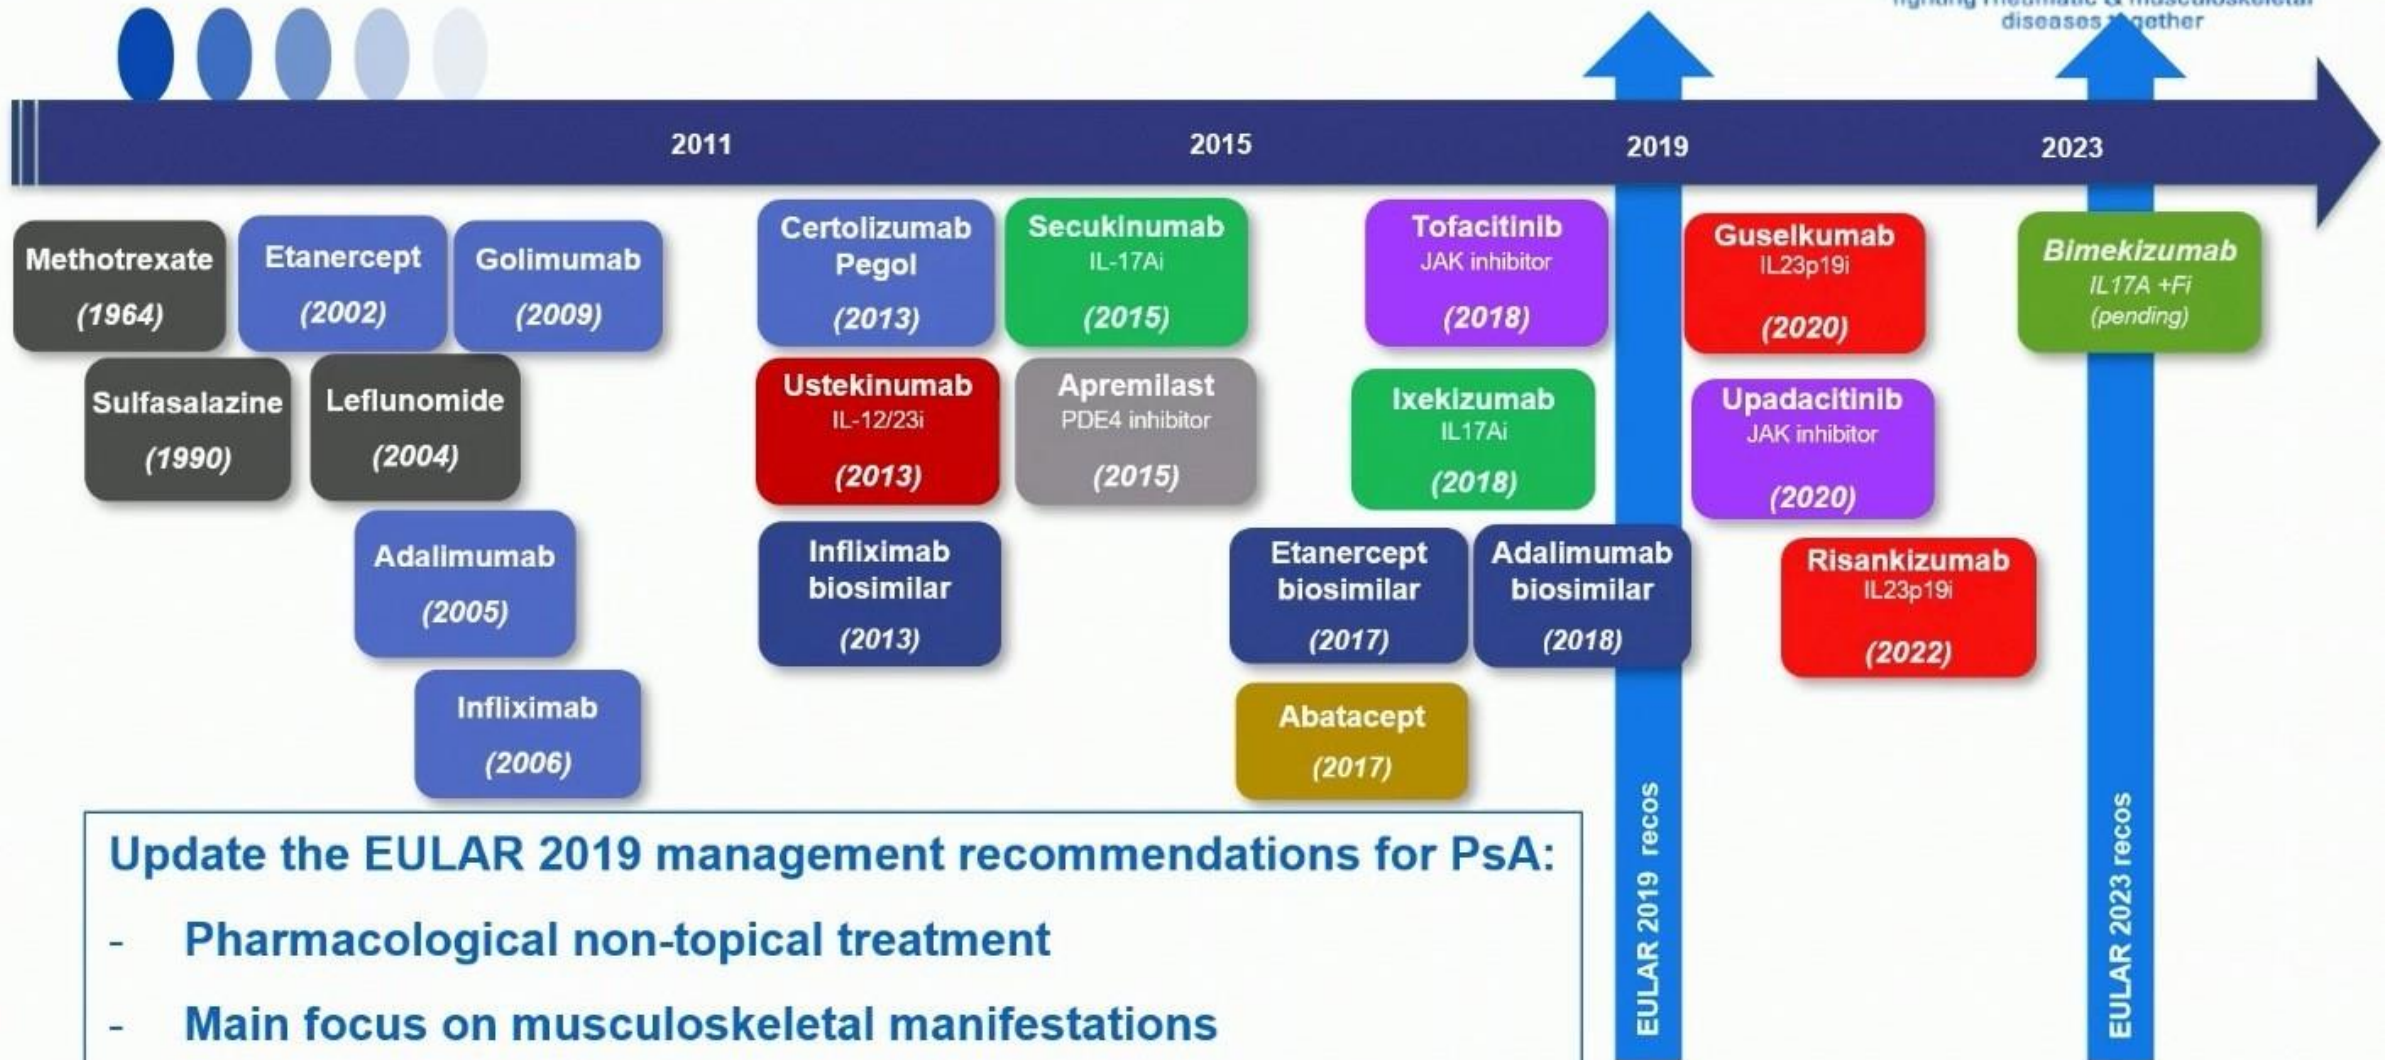 fighting rheumatic & musculoskeletal
diseases together
2011
2015
2019
2023
Methotrexate
(1964)
Etanercept
(2002)
Golimumab
(2009)
Certolizumab
Pegol
(2013)
Secukinumab
IL-17Ai
(2015)
Tofacitinib
JAK inhibitor
(2018)
Guselkumab
IL23p19i
(2020)
Bimekizumab
IL17A +Fi
(pending)
Sulfasalazine
(1990)
Leflunomide
(2004)
Ustekinumab
IL-12/23i
(2013)
Apremilast
PDE4 inhibitor
(2015)
Ixekizumab
IL17Ai
(2018)
Upadacitinib
JAK inhibitor
(2020)
Adalimumab
(2005)
Infliximab
biosimilar
(2013)
Etanercept
biosimilar
(2017)
Adalimumab
biosimilar
(2018)
Risankizumab
IL23p19i
(2022)
Infliximab
(2006)
Abatacept
(2017)
Update the EULAR 2019 management recommendations for PsA:
- Pharmacological non-topical treatment
- Main focus on musculoskeletal manifestations
EULAR 2019 recos
EULAR 2023 recos